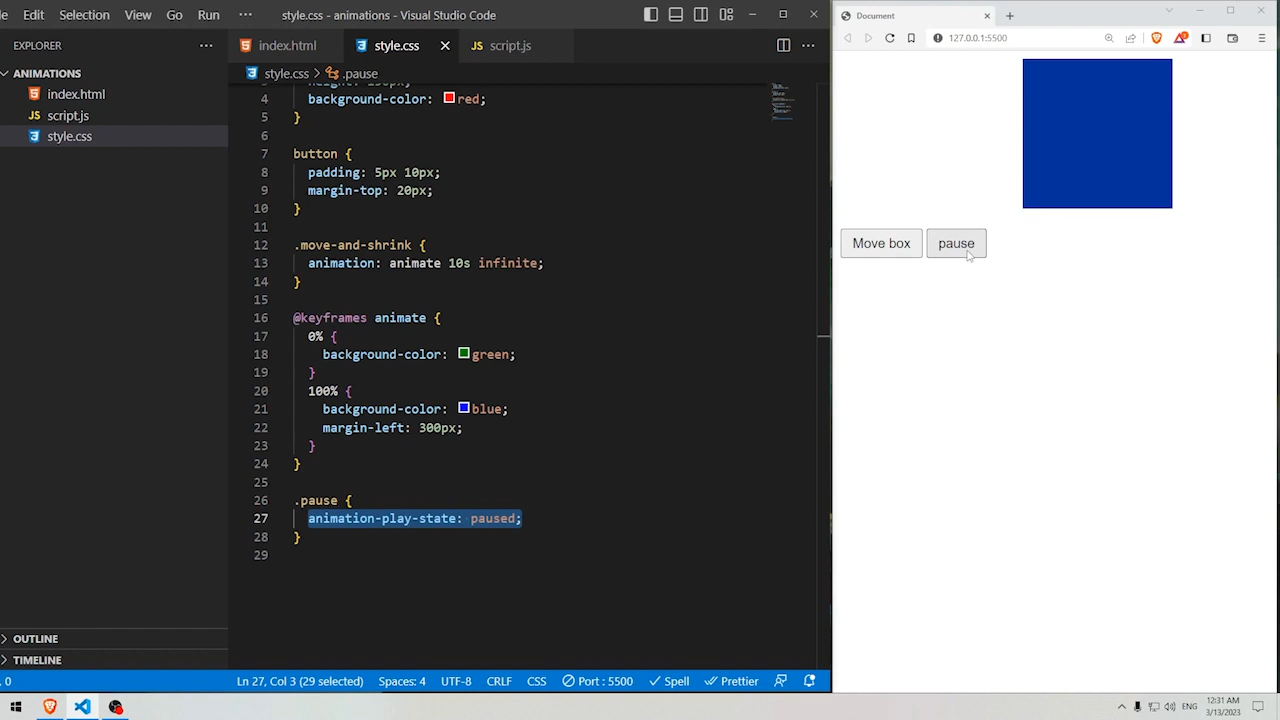 Edit Selection View Go Run ··· style.css - animations - Visual Studio Code
EXPLORER ···
ANIMATIONS
index.html
script.js
style.css
OUTLINE
TIMELINE
index.html style.css script.js
style.css > .pause
4 background-color: red;
5 }
6
7 button {
8 padding: 5px 10px;
9 margin-top: 20px;
10 }
11
12 .move-and-shrink {
13 animation: animate 10s infinite;
14 }
15
16 @keyframes animate {
17 0% {
18 background-color: green;
19 }
20 100% {
21 background-color: blue;
22 margin-left: 300px;
23 }
24 }
25
26 .pause {
27 animation-play-state: paused;
28 }
29
0 Ln 27, Col 3 (29 selected) Spaces: 4 UTF-8 CRLF CSS Port : 5500 Spell Prettier
Document
127.0.0.1:5500
Move box pause
ENG 12:31 AM
3/13/2023